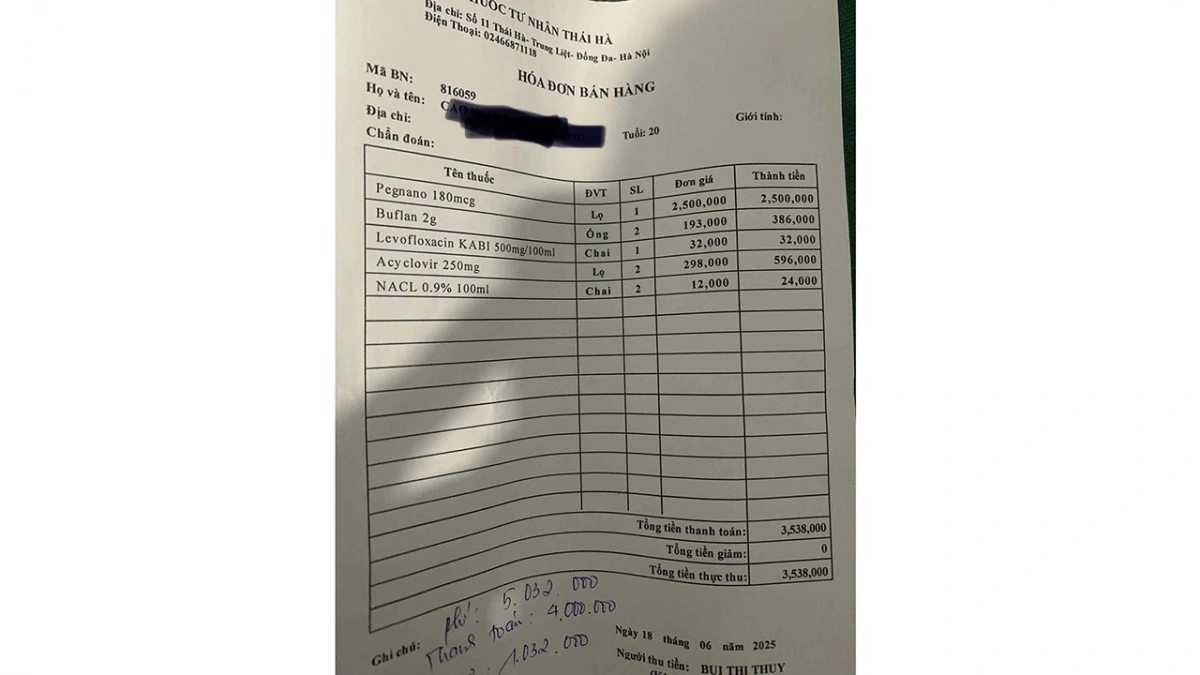 THUỐC TƯ NHÂN THÁI HÀ
Địa chỉ: Số 11 Thái Hà- Trung Liệt- Đống Đa- Hà Nội
Điện Thoại: 02466871118
HÓA ĐƠN BÁN HÀNG
Mã BN: 816059
Họ và tên: CAO
Tuổi: 20 Giới tính:
Địa chỉ:
Chẩn đoán:
Tên thuốc ĐVT SL Đơn giá Thành tiền
Pegnano 180mcg Lọ 1 2,500,000 2,500,000
Buflan 2g Ống 2 193,000 386,000
Levofloxacin KABI 500mg/100ml Chai 1 32,000 32,000
Acyclovir 250mg Lọ 2 298,000 596,000
NACL 0.9% 100ml Chai 2 12,000 24,000
Tổng tiền thanh toán: 3,538,000
Tổng tiền giảm: 0
Tổng tiền thực thu: 3,538,000
Ghi chú:
phí: 5.032.000
Thanh toán: 4.000.000
: 1.032.000
Ngày 18 tháng 06 năm 2025
Người thu tiền: BUI THI THUY